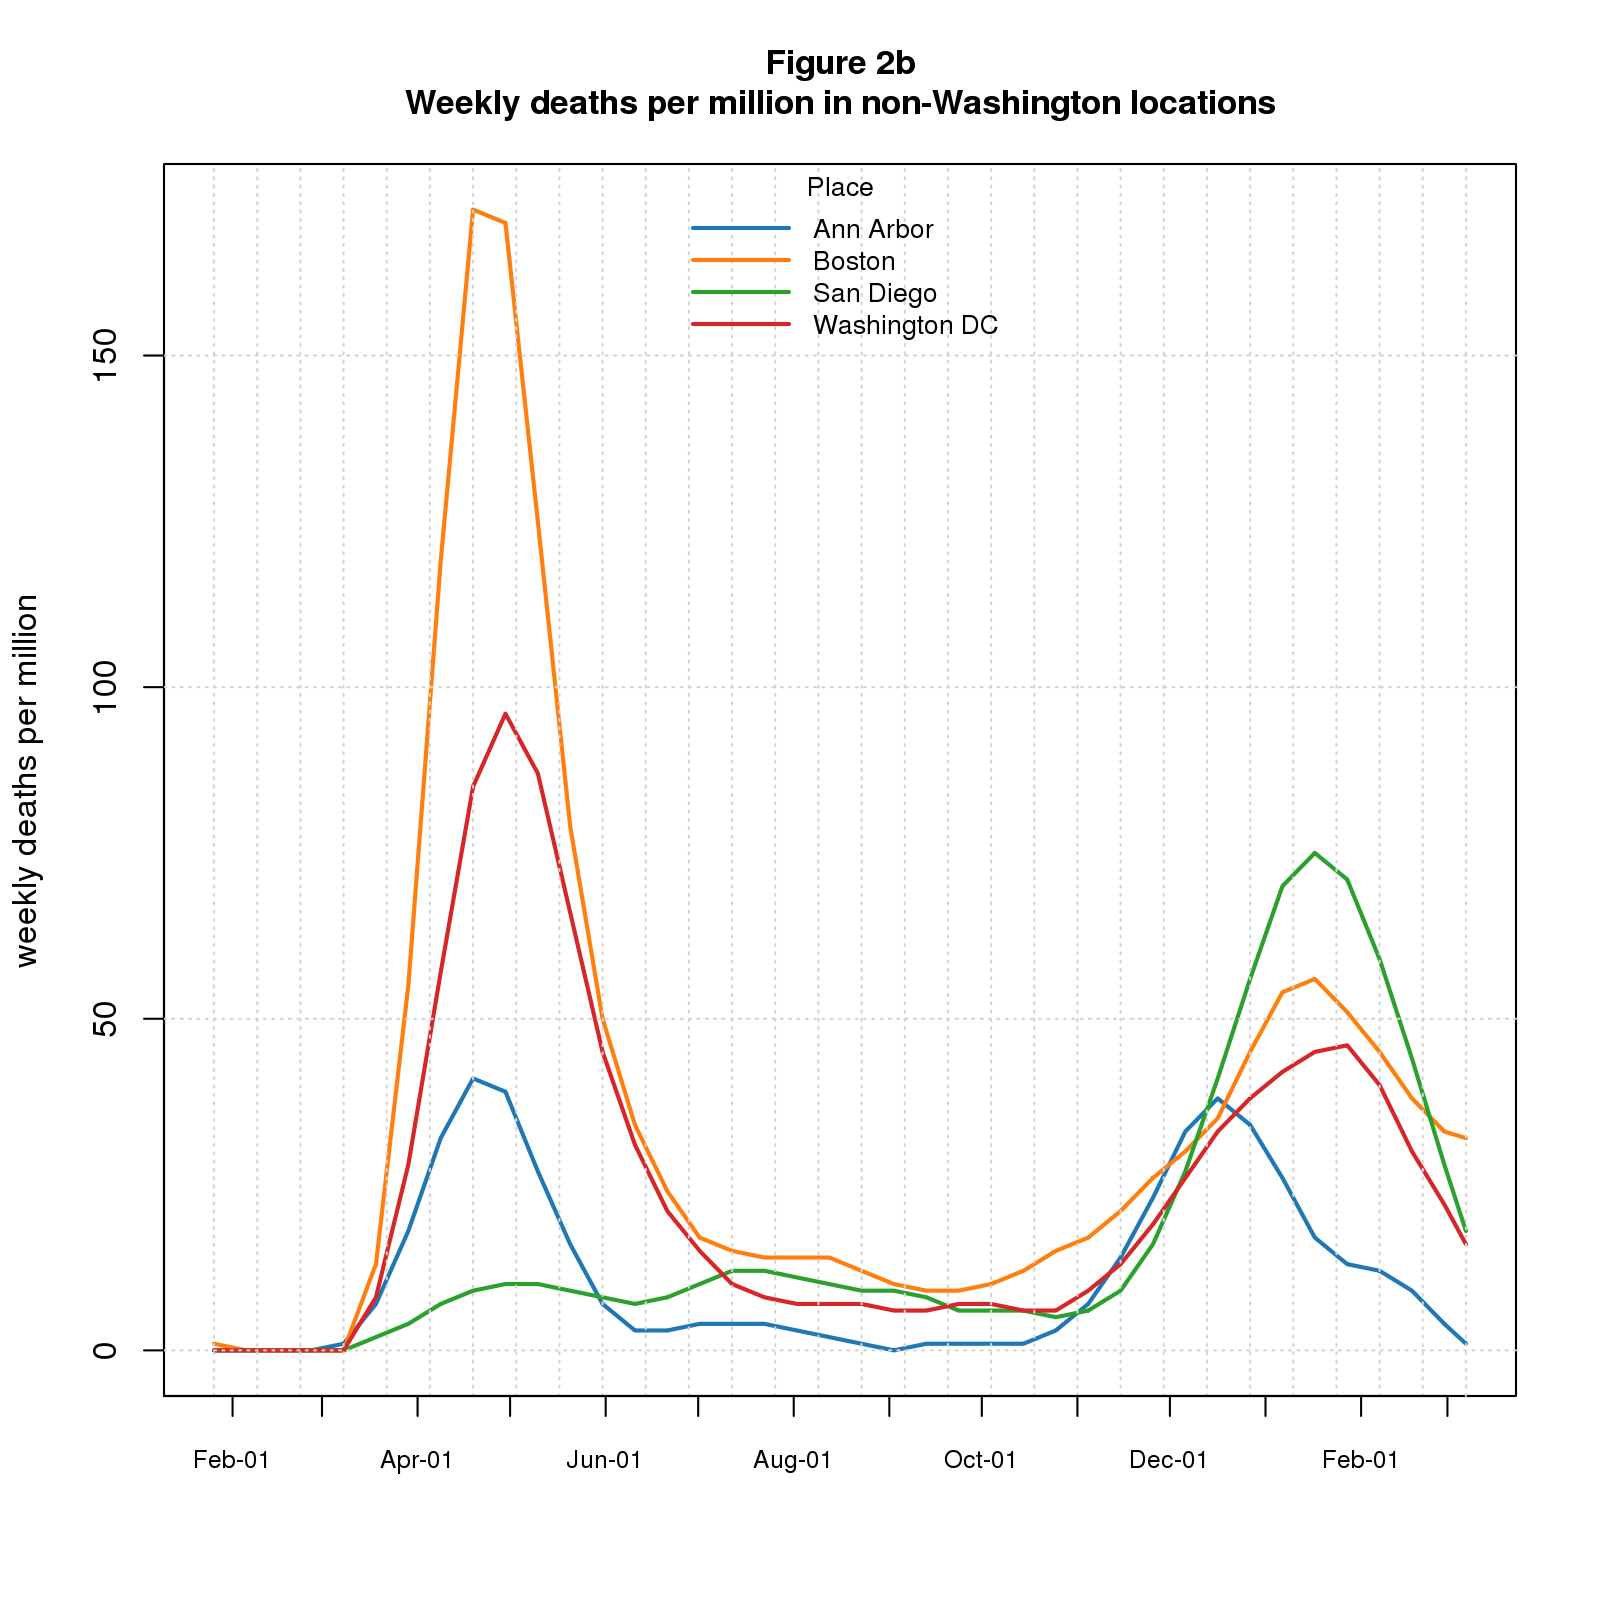 Figure 2b
Weekly deaths per million in non-Washington locations
Place
Ann Arbor
Boston
San Diego
Washington DC
weekly deaths per million
150
100
50
0
Feb-01 Apr-01 Jun-01 Aug-01 Oct-01 Dec-01 Feb-01